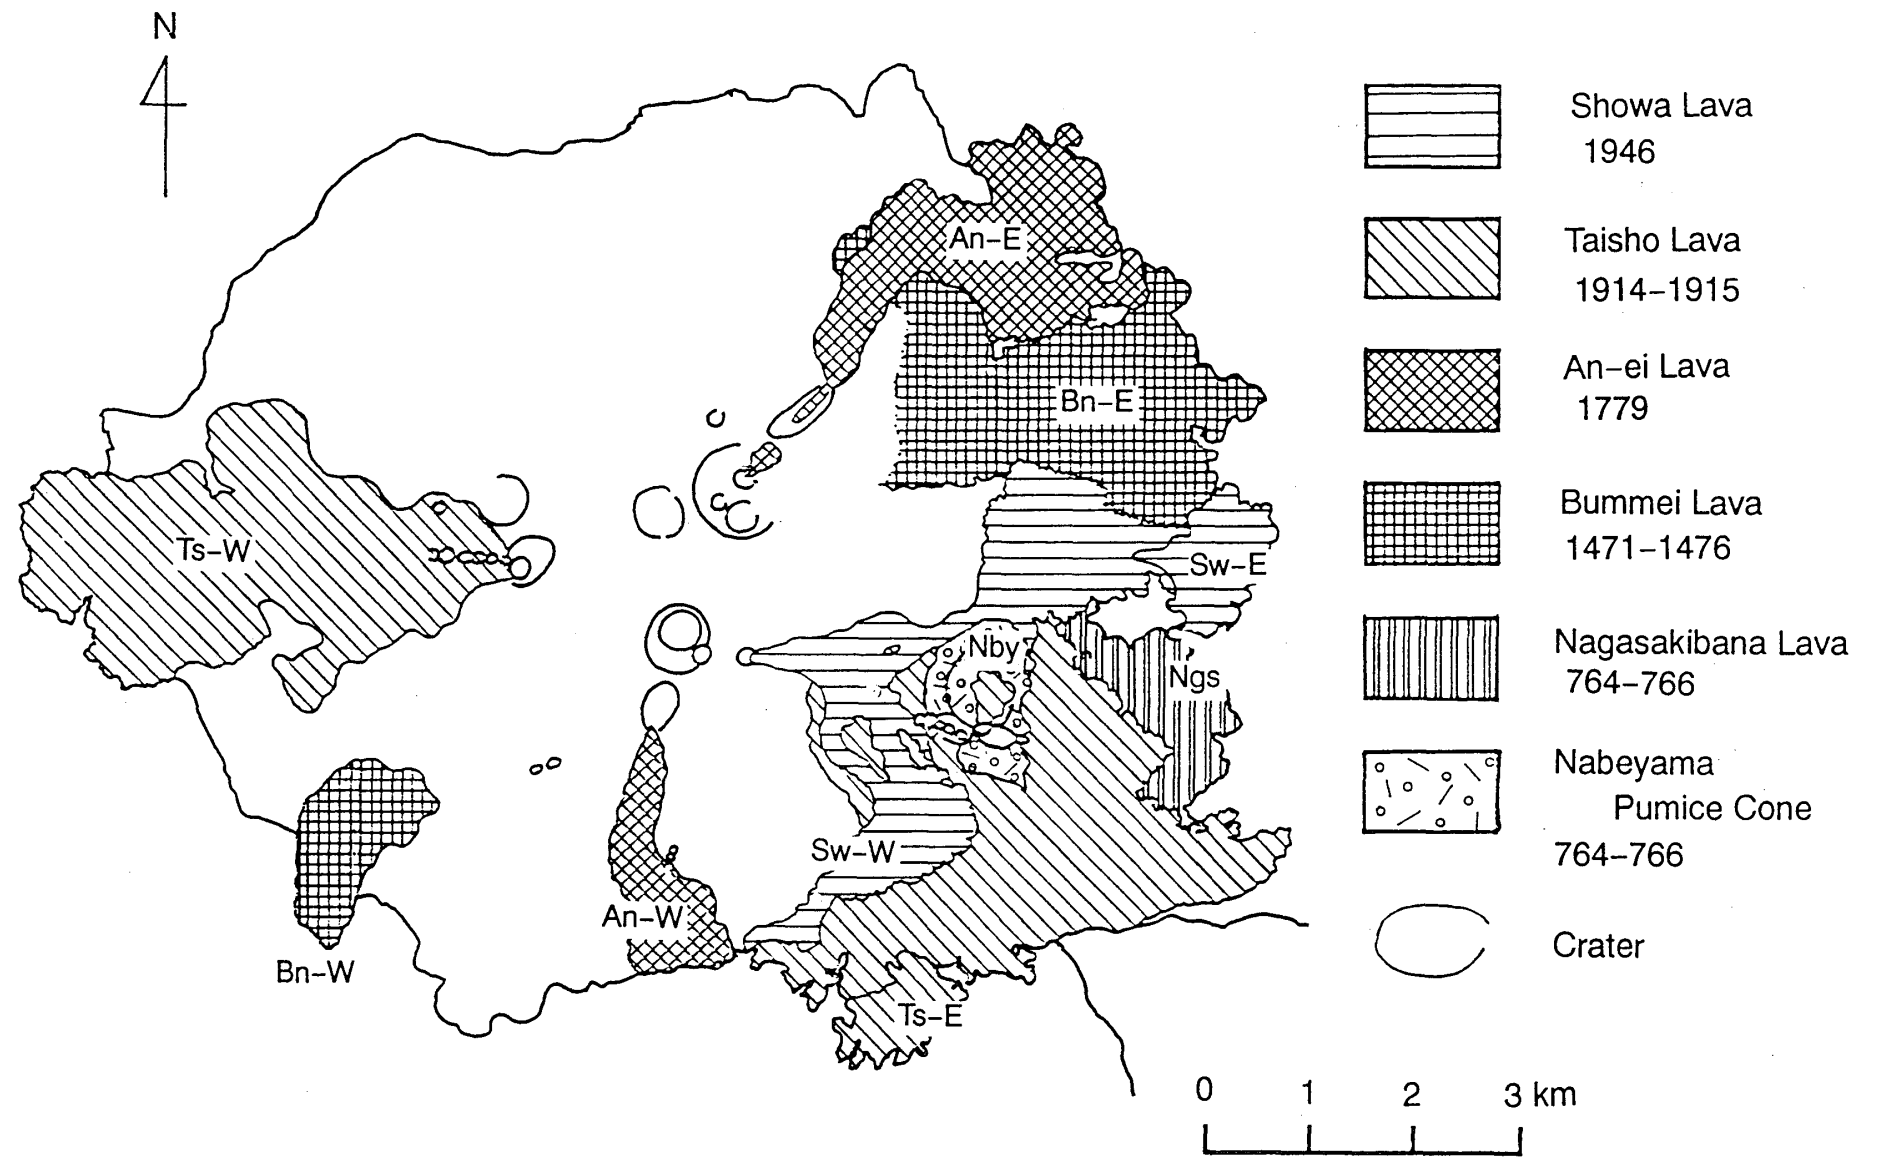 N
An-E
Bn-E
Ts-W
Sw-E
Nby
Ngs
Sw-W
An-W
Bn-W
Ts-E
Showa Lava
1946
Taisho Lava
1914-1915
An-ei Lava
1779
Bummei Lava
1471-1476
Nagasakibana Lava
764-766
Nabeyama
Pumice Cone
764-766
Crater
0 1 2 3 km